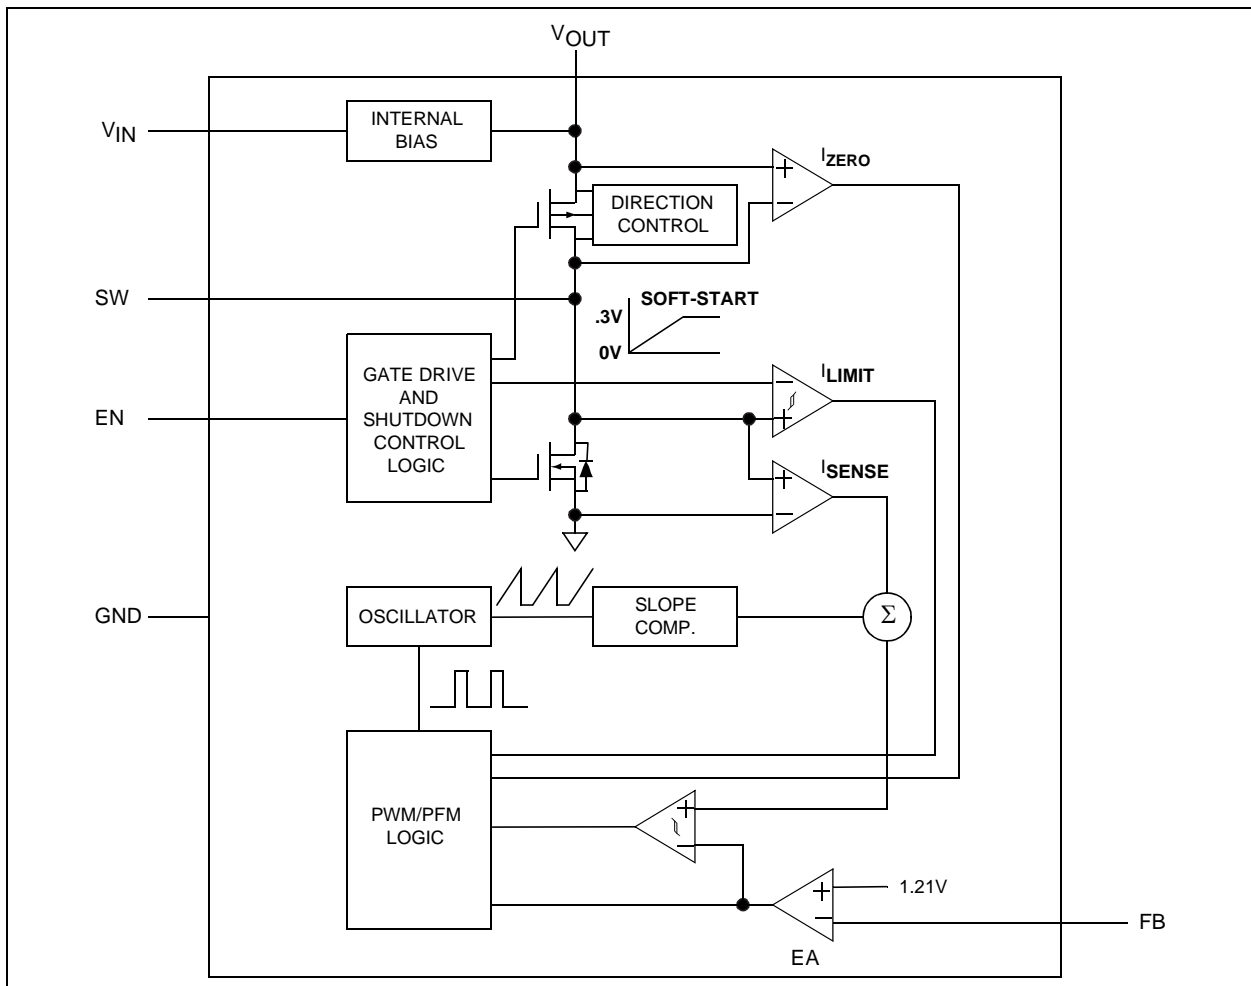 VOUT
VIN
INTERNAL
BIAS
IZERO
+
−
DIRECTION
CONTROL
SW
SOFT-START
.3V
0V
GATE DRIVE
AND
SHUTDOWN
CONTROL
LOGIC
ILIMIT
−
+
EN
ISENSE
+
−
GND
OSCILLATOR
SLOPE
COMP.
Σ
PWM/PFM
LOGIC
+
−
+
−
1.21V
FB
EA